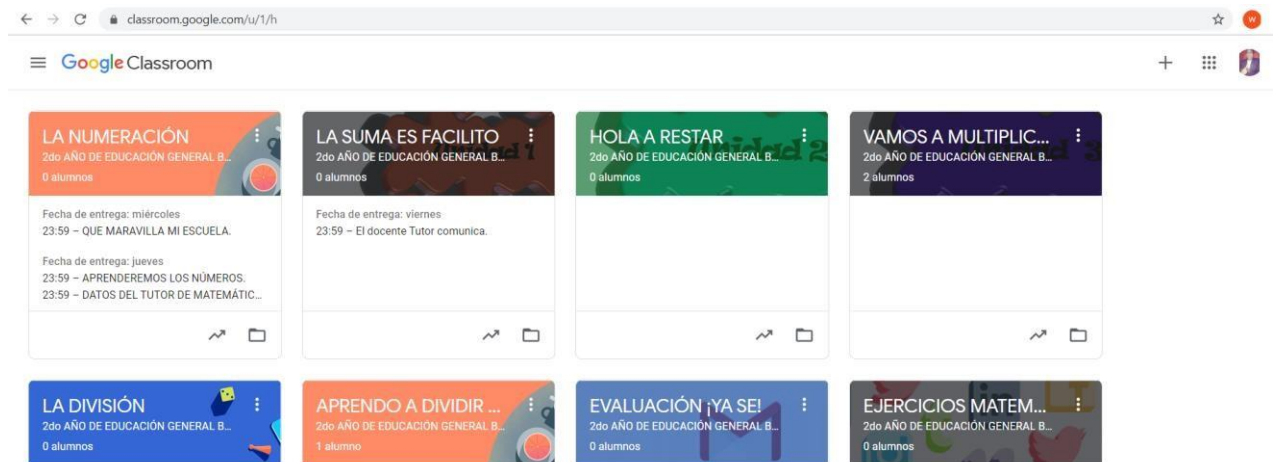 classroom.google.com/u/1/h
W
Google Classroom
LA NUMERACIÓN
2do AÑO DE EDUCACIÓN GENERAL B...
0 alumnos
Fecha de entrega: miércoles
23:59 – QUE MARAVILLA MI ESCUELA.
Fecha de entrega: jueves
23:59 – APRENDEREMOS LOS NÚMEROS.
23:59 – DATOS DEL TUTOR DE MATEMÁTIC...
LA SUMA ES FACILITO
Unidad 1
2do AÑO DE EDUCACIÓN GENERAL B...
0 alumnos
Fecha de entrega: viernes
23:59 – El docente Tutor comunica.
HOLA A RESTAR
Unidad 2
2do AÑO DE EDUCACIÓN GENERAL B...
0 alumnos
VAMOS A MULTIPLIC...
3
2do AÑO DE EDUCACIÓN GENERAL B...
2 alumnos
LA DIVISIÓN
2do AÑO DE EDUCACIÓN GENERAL B...
0 alumnos
APRENDO A DIVIDIR ...
2do AÑO DE EDUCACIÓN GENERAL B...
1 alumno
EVALUACIÓN ¡YA SE!
2do AÑO DE EDUCACIÓN GENERAL B...
0 alumnos
EJERCICIOS MATEM...
2do AÑO DE EDUCACIÓN GENERAL B...
0 alumnos